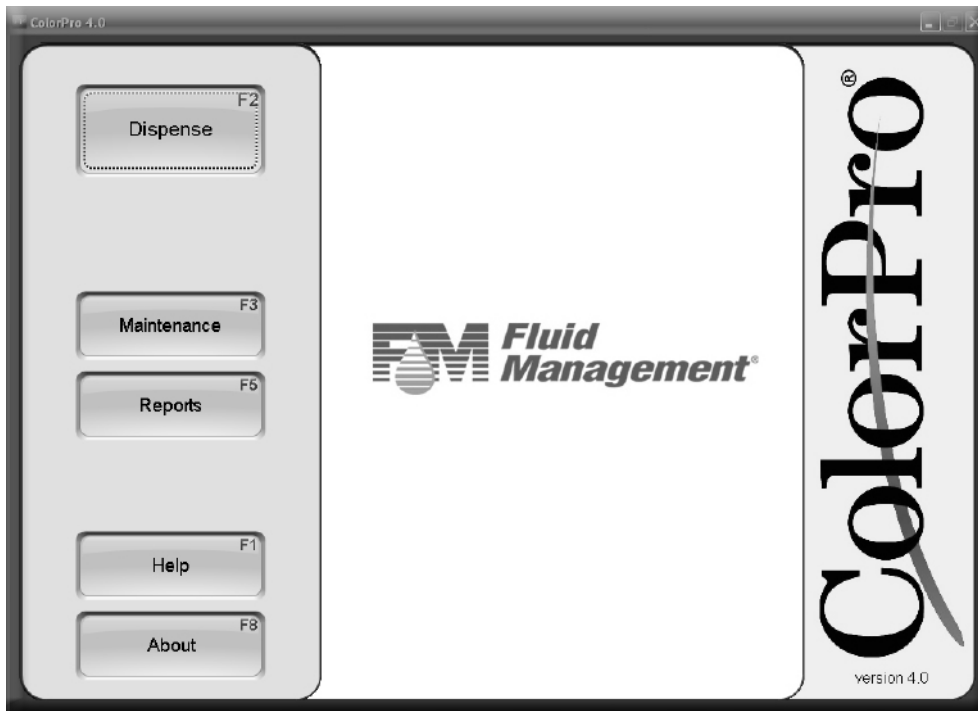 ColorPro 4.0
F2
Dispense
F3
Maintenance
F5
Reports
F1
Help
F8
About
FM Fluid
Management®
ColorPro®
version 4.0